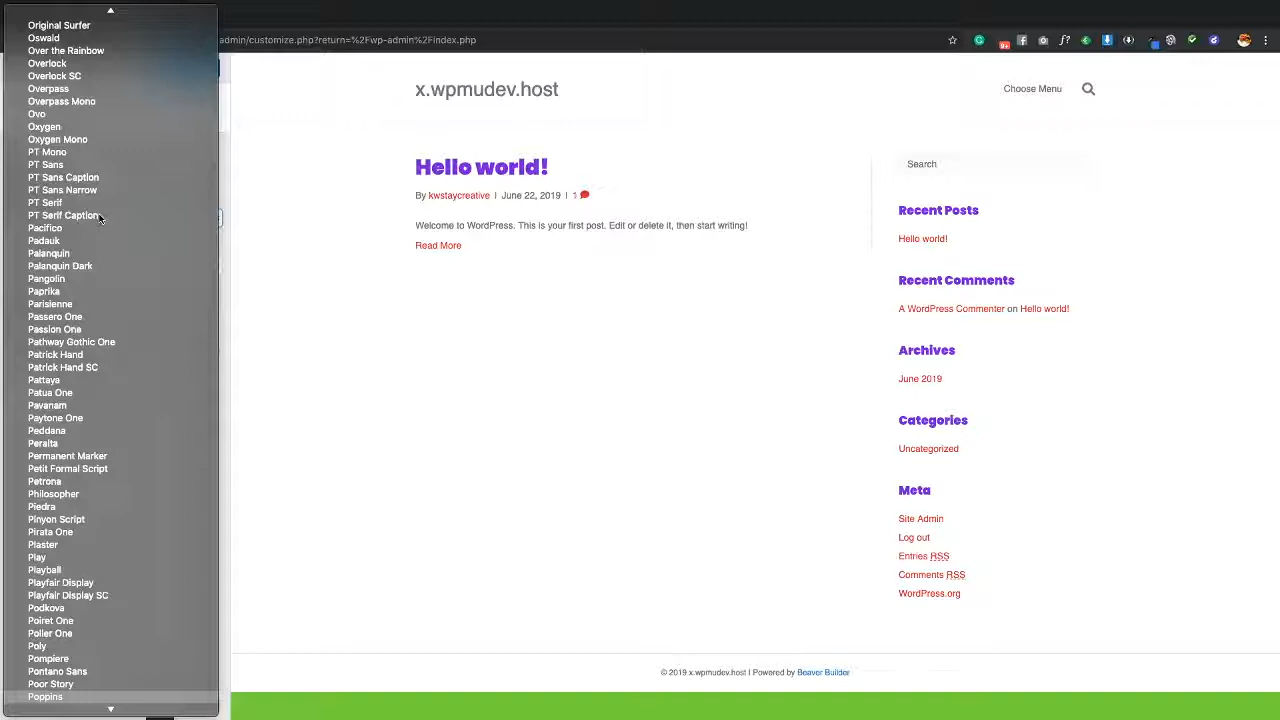 Original Surfer
Oswald
Over the Rainbow
Overlock
Overlock SC
Overpass
Overpass Mono
Ovo
Oxygen
Oxygen Mono
PT Mono
PT Sans
PT Sans Caption
PT Sans Narrow
PT Serif
PT Serif Caption
Pacifico
Padauk
Palanquin
Palanquin Dark
Pangolin
Paprika
Parisienne
Passero One
Passion One
Pathway Gothic One
Patrick Hand
Patrick Hand SC
Pattaya
Patua One
Pavanam
Paytone One
Peddana
Peralta
Permanent Marker
Petit Formal Script
Petrona
Philosopher
Piedra
Pinyon Script
Pirata One
Plaster
Play
Playball
Playfair Display
Playfair Display SC
Podkova
Poiret One
Poller One
Poly
Pompiere
Pontano Sans
Poor Story
Poppins
admin/customize.php?return=%2Fwp-admin%2Findex.php
x.wpmudev.host
Choose Menu
Hello world!
By kwstaycreative | June 22, 2019 | 1
Welcome to WordPress. This is your first post. Edit or delete it, then start writing!
Read More
Search
Recent Posts
Hello world!
Recent Comments
A WordPress Commenter on Hello world!
Archives
June 2019
Categories
Uncategorized
Meta
Site Admin
Log out
Entries RSS
Comments RSS
WordPress.org
© 2019 x.wpmudev.host | Powered by Beaver Builder